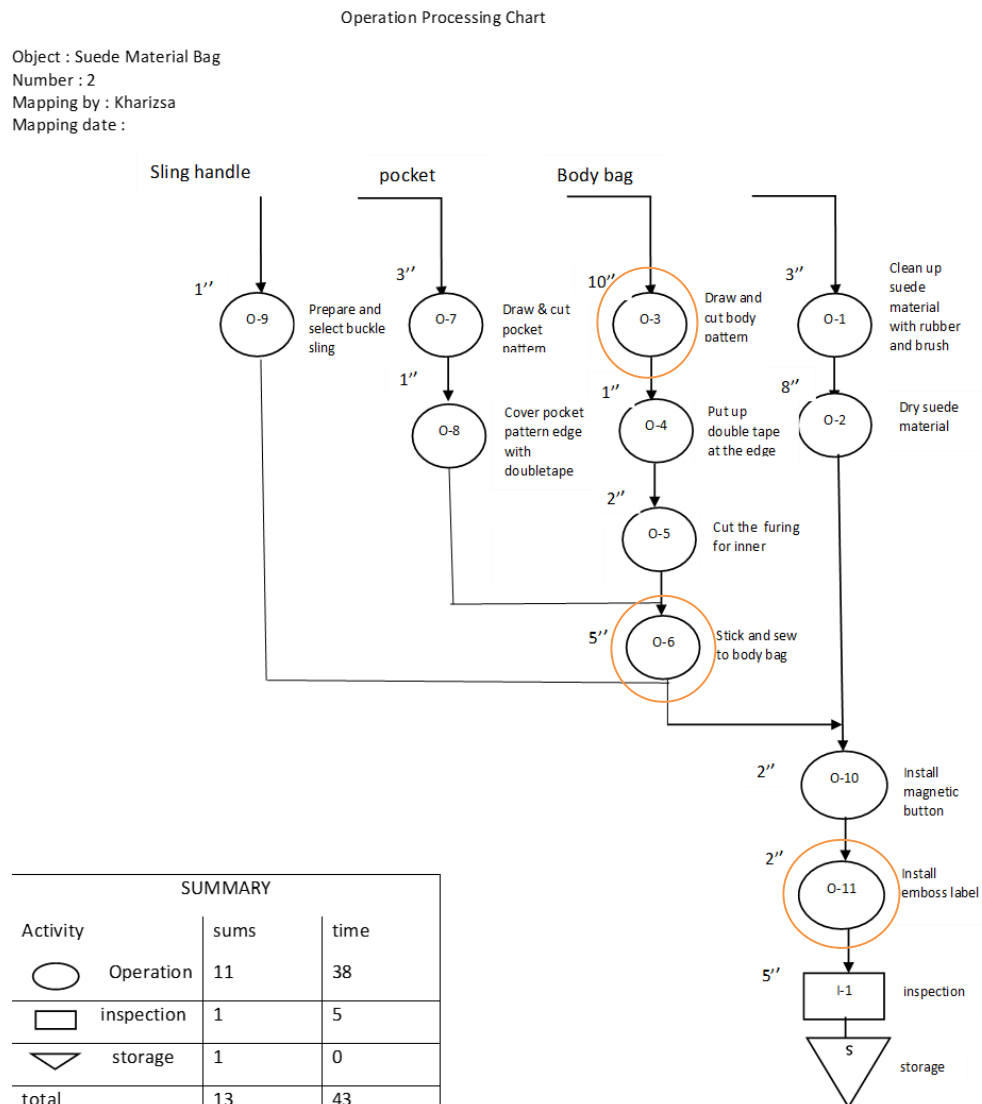 Operation Processing Chart
Object : Suede Material Bag
Number : 2
Mapping by : Kharizsa
Mapping date :
Sling handle
pocket
Body bag
1’’
O-9
Prepare and
select buckle
sling
3’’
O-7
Draw & cut
pocket
pattern
10’’
O-3
Draw and
cut body
pattern
3’’
O-1
Clean up
suede
material
with rubber
and brush
1’’
O-8
Cover pocket
pattern edge
with
doubletape
1’’
O-4
Put up
double tape
at the edge
8’’
O-2
Dry suede
material
2’’
O-5
Cut the furing
for inner
5’’
O-6
Stick and sew
to body bag
2’’
O-10
Install
magnetic
button
2’’
O-11
Install
emboss label
5’’
I-1
inspection
S
storage
SUMMARY
Activity sums time
Operation 11 38
inspection 1 5
storage 1 0
total 13 43